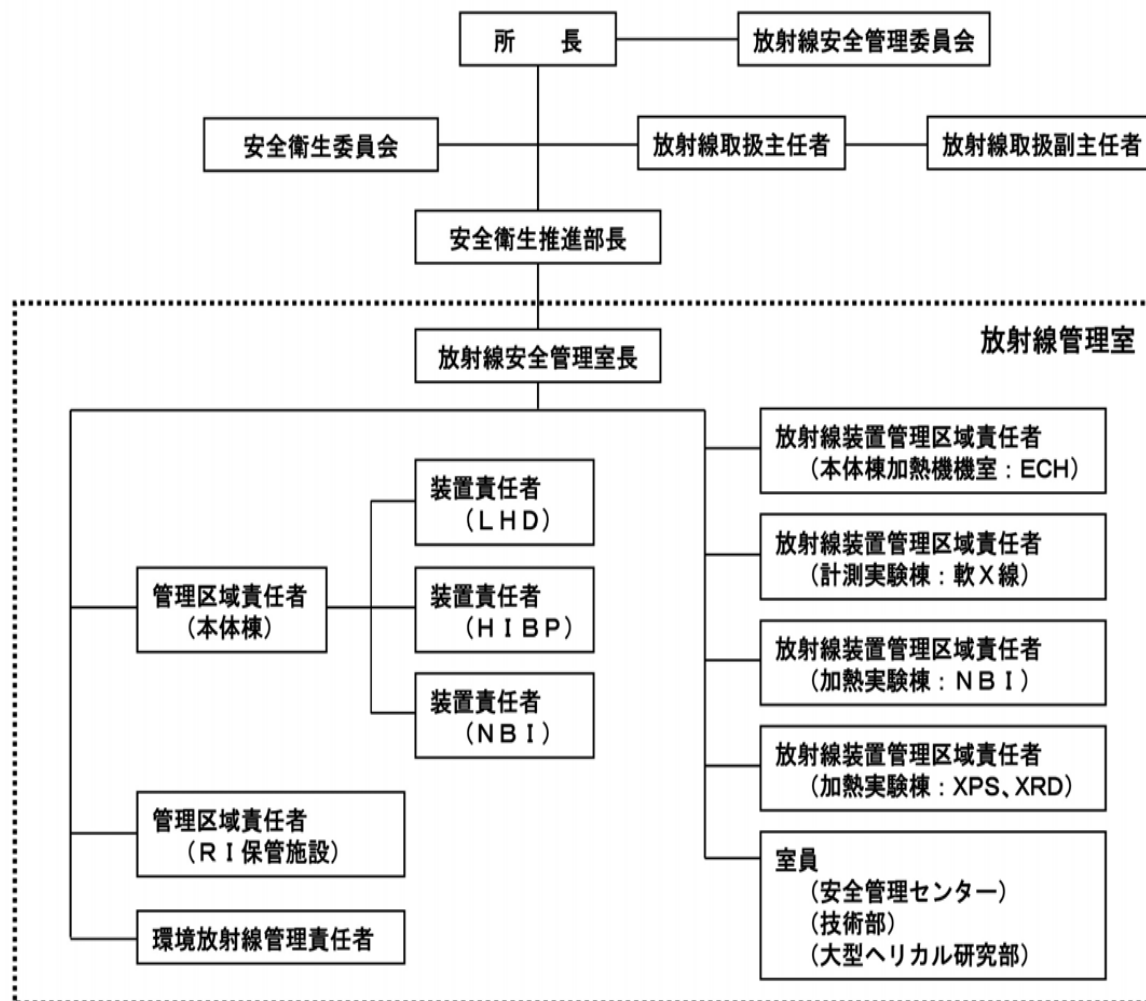 所　長
放射線安全管理委員会
安全衛生委員会
放射線取扱主任者
放射線取扱副主任者
安全衛生推進部長
放射線管理室
放射線安全管理室長
管理区域責任者
(本体棟)
装置責任者
(ＬＨＤ)
装置責任者
(ＨＩＢＰ)
装置責任者
(ＮＢＩ)
管理区域責任者
(ＲＩ保管施設)
環境放射線管理責任者
放射線装置管理区域責任者
(本体棟加熱機機室：ECH)
放射線装置管理区域責任者
(計測実験棟：軟Ｘ線)
放射線装置管理区域責任者
(加熱実験棟：ＮＢＩ)
放射線装置管理区域責任者
(加熱実験棟：XPS、XRD)
室員
(安全管理センター)
(技術部)
(大型ヘリカル研究部)